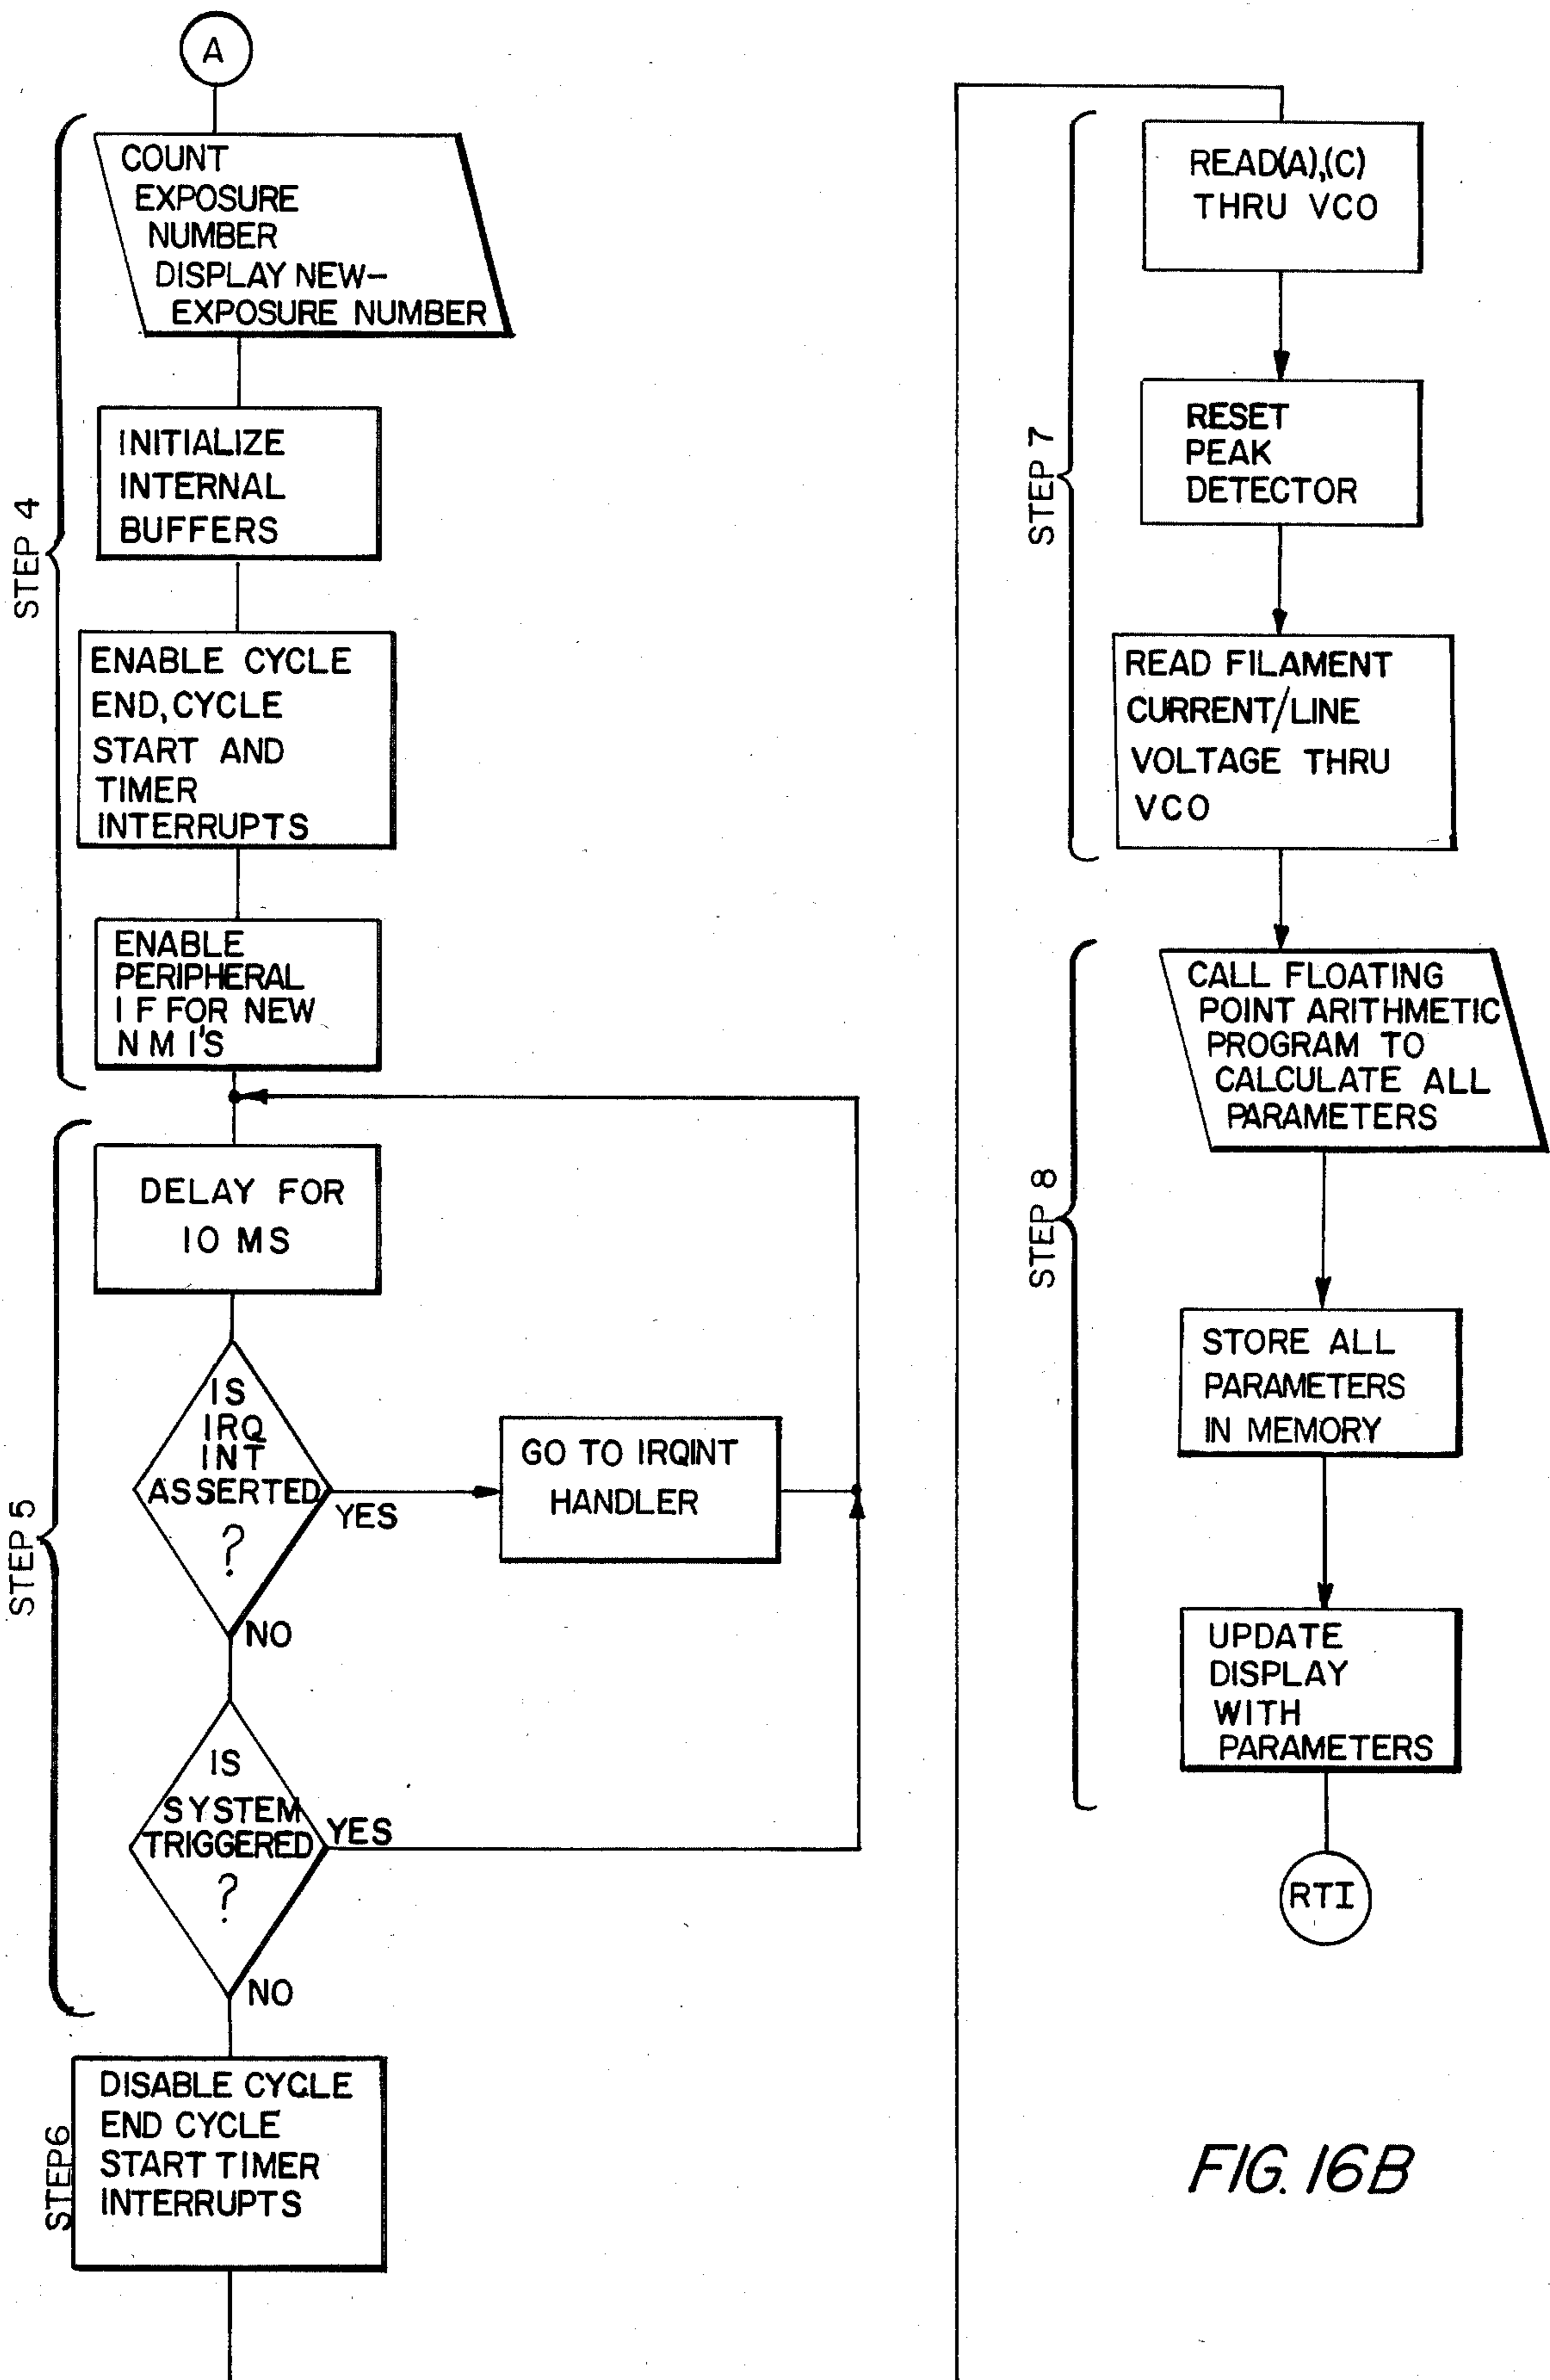 A
STEP 4
COUNT
EXPOSURE
NUMBER
DISPLAY NEW-
EXPOSURE NUMBER
INITIALIZE
INTERNAL
BUFFERS
ENABLE CYCLE
END, CYCLE
START AND
TIMER
INTERRUPTS
ENABLE
PERIPHERAL
I F FOR NEW
N M I'S
STEP 5
DELAY FOR
10 MS
IS
IRQ
INT
ASSERTED
?
YES
NO
GO TO IRQINT
HANDLER
IS
SYSTEM
TRIGGERED
?
YES
NO
STEP6
DISABLE CYCLE
END CYCLE
START TIMER
INTERRUPTS
STEP 7
READ(A),(C)
THRU VCO
RESET
PEAK
DETECTOR
READ FILAMENT
CURRENT/LINE
VOLTAGE THRU
VCO
STEP 8
CALL FLOATING
POINT ARITHMETIC
PROGRAM TO
CALCULATE ALL
PARAMETERS
STORE ALL
PARAMETERS
IN MEMORY
UPDATE
DISPLAY
WITH
PARAMETERS
RTI
FIG. 16B